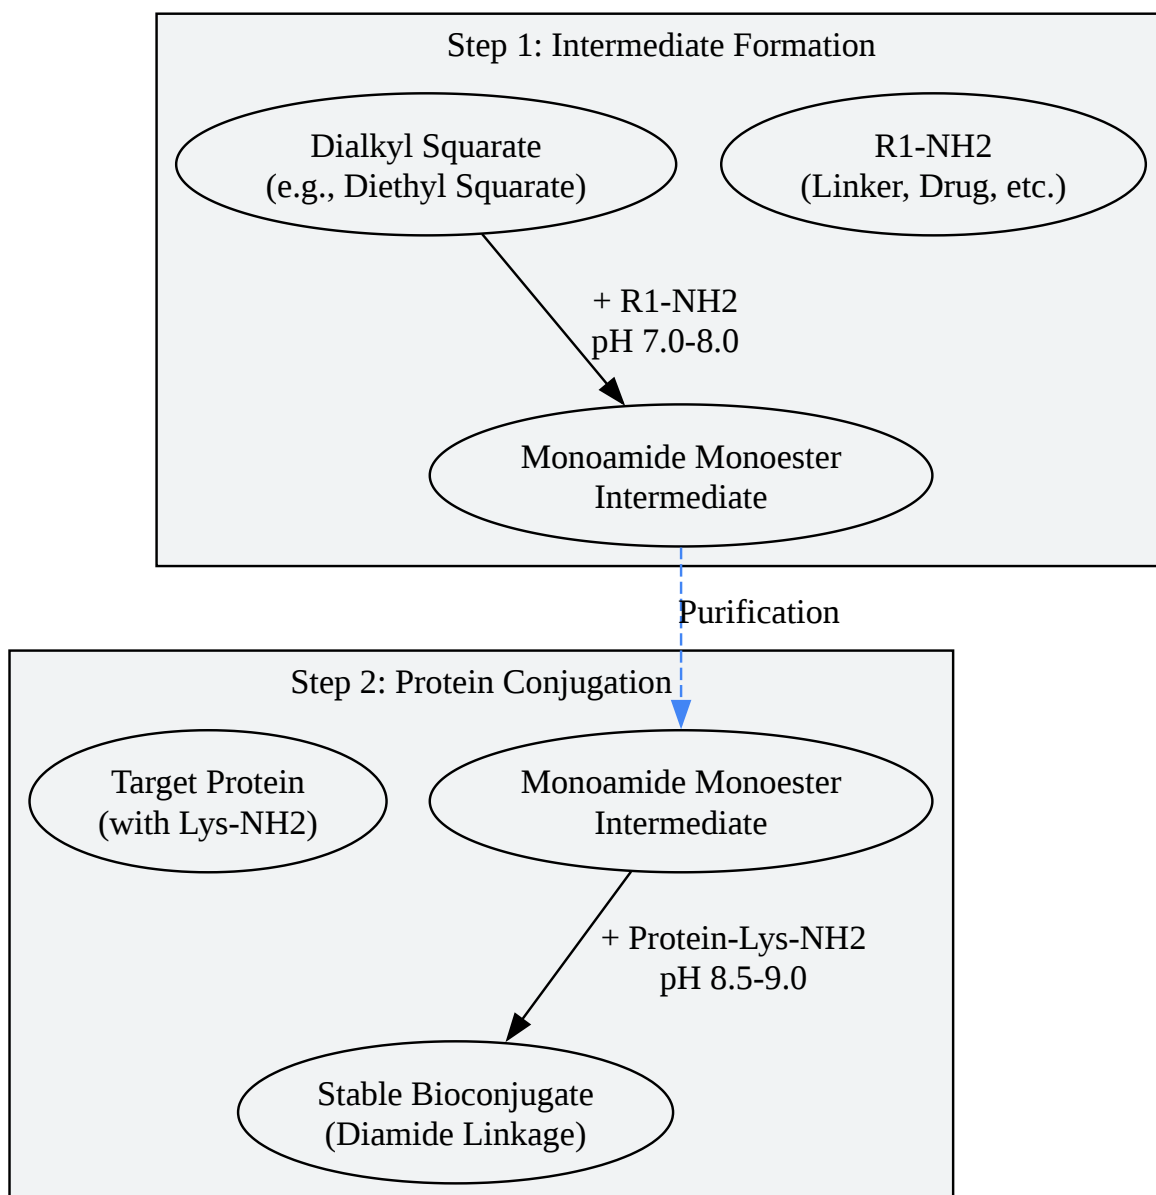 Step 1: Intermediate Formation
Dialkyl Squarate
(e.g., Diethyl Squarate)
R1-NH2
(Linker, Drug, etc.)
+ R1-NH2
pH 7.0-8.0
Monoamide Monoester
Intermediate
Purification
Step 2: Protein Conjugation
Target Protein
(with Lys-NH2)
Monoamide Monoester
Intermediate
+ Protein-Lys-NH2
pH 8.5-9.0
Stable Bioconjugate
(Diamide Linkage)